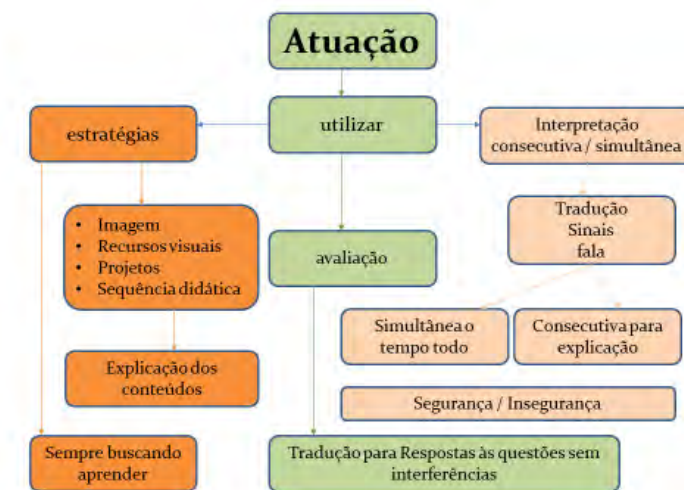 Atuação
estratégias
utilizar
Interpretação
consecutiva / simultânea
• Imagem
• Recursos visuais
• Projetos
• Sequência didática
avaliação
Tradução
Sinais
fala
Simultânea o
tempo todo
Consecutiva para
explicação
Explicação dos
conteúdos
Segurança / Insegurança
Sempre buscando
aprender
Tradução para Respostas às questões sem
interferências